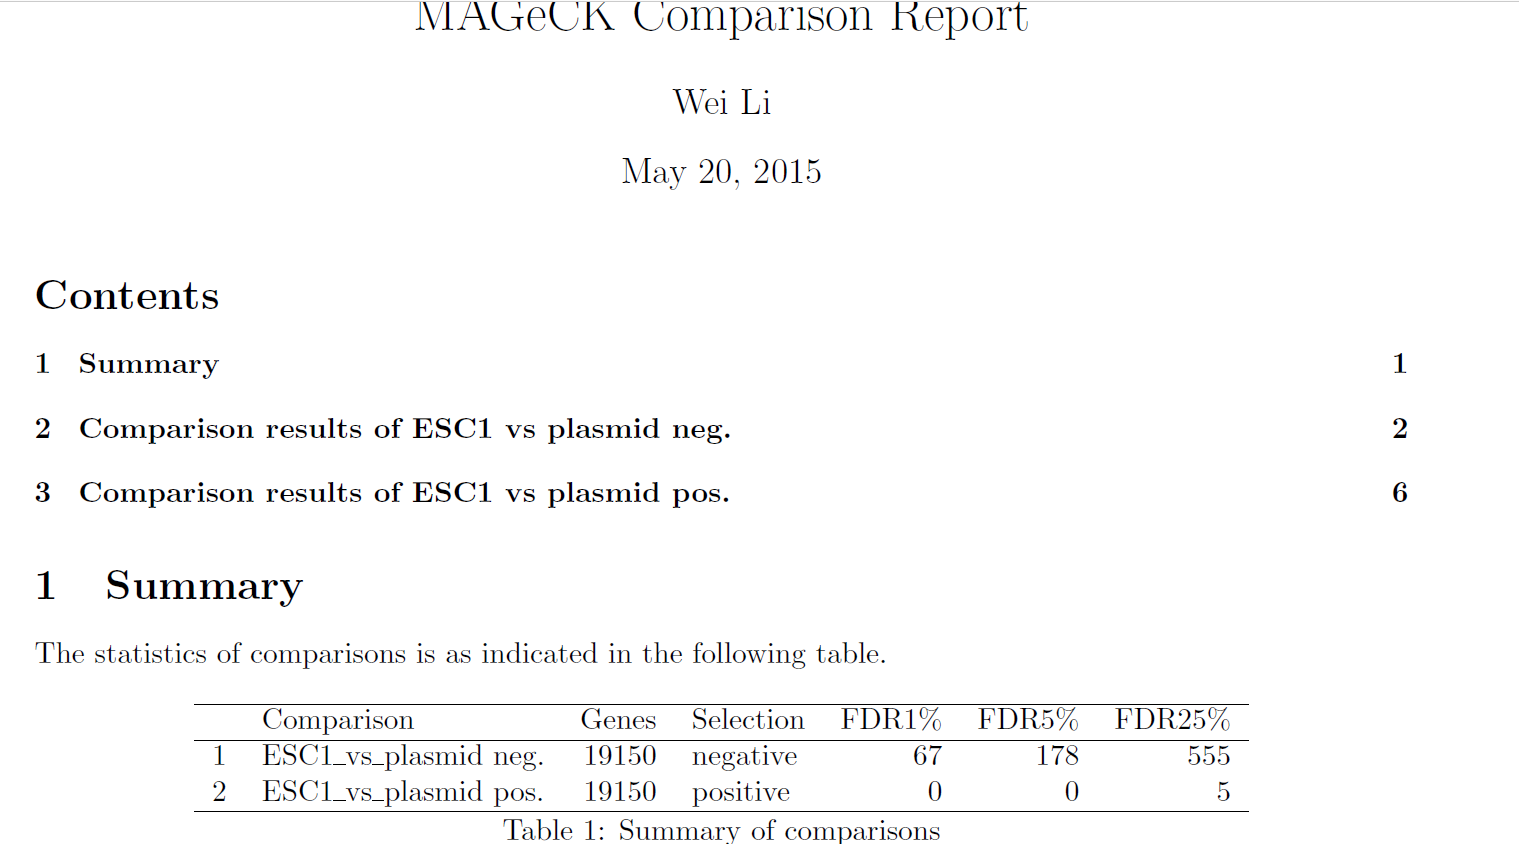 MAGeCK Comparison Report
Wei Li
May 20, 2015
Contents
1 Summary 1
2 Comparison results of ESC1 vs plasmid neg. 2
3 Comparison results of ESC1 vs plasmid pos. 6
1 Summary
The statistics of comparisons is as indicated in the following table.
Comparison Genes Selection FDR1% FDR5% FDR25%
1 ESC1_vs_plasmid neg. 19150 negative 67 178 555
2 ESC1_vs_plasmid pos. 19150 positive 0 0 5
Table 1: Summary of comparisons